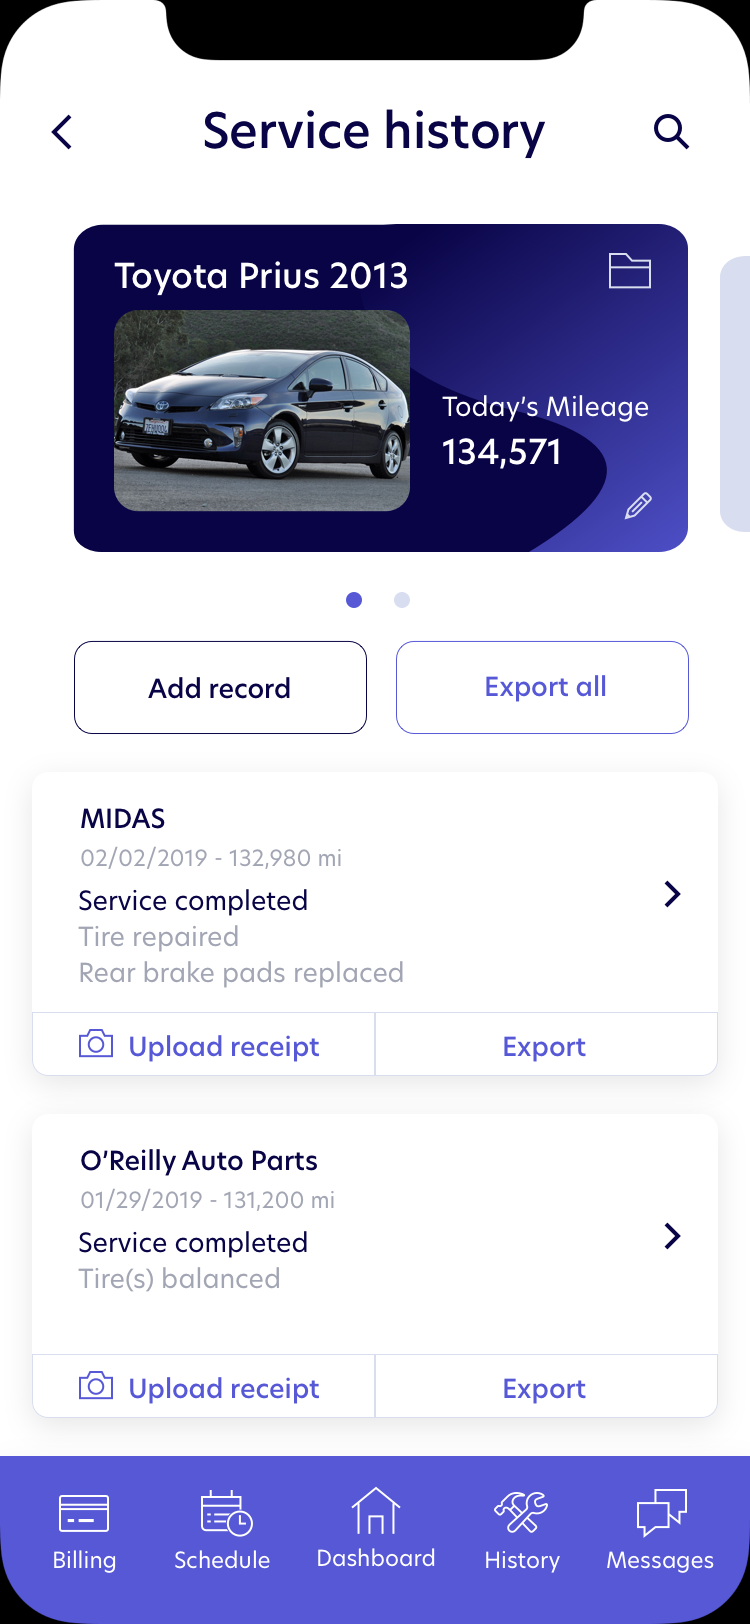 Service history
Toyota Prius 2013
Today's Mileage
134,571
Add record
Export all
MIDAS
02/02/2019 - 132,980 mi
Service completed
Tire repaired
Rear brake pads replaced
Upload receipt
Export
O'Reilly Auto Parts
01/29/2019 - 131,200 mi
Service completed
Tire(s) balanced
Upload receipt
Export
Billing
Schedule
Dashboard
History
Messages